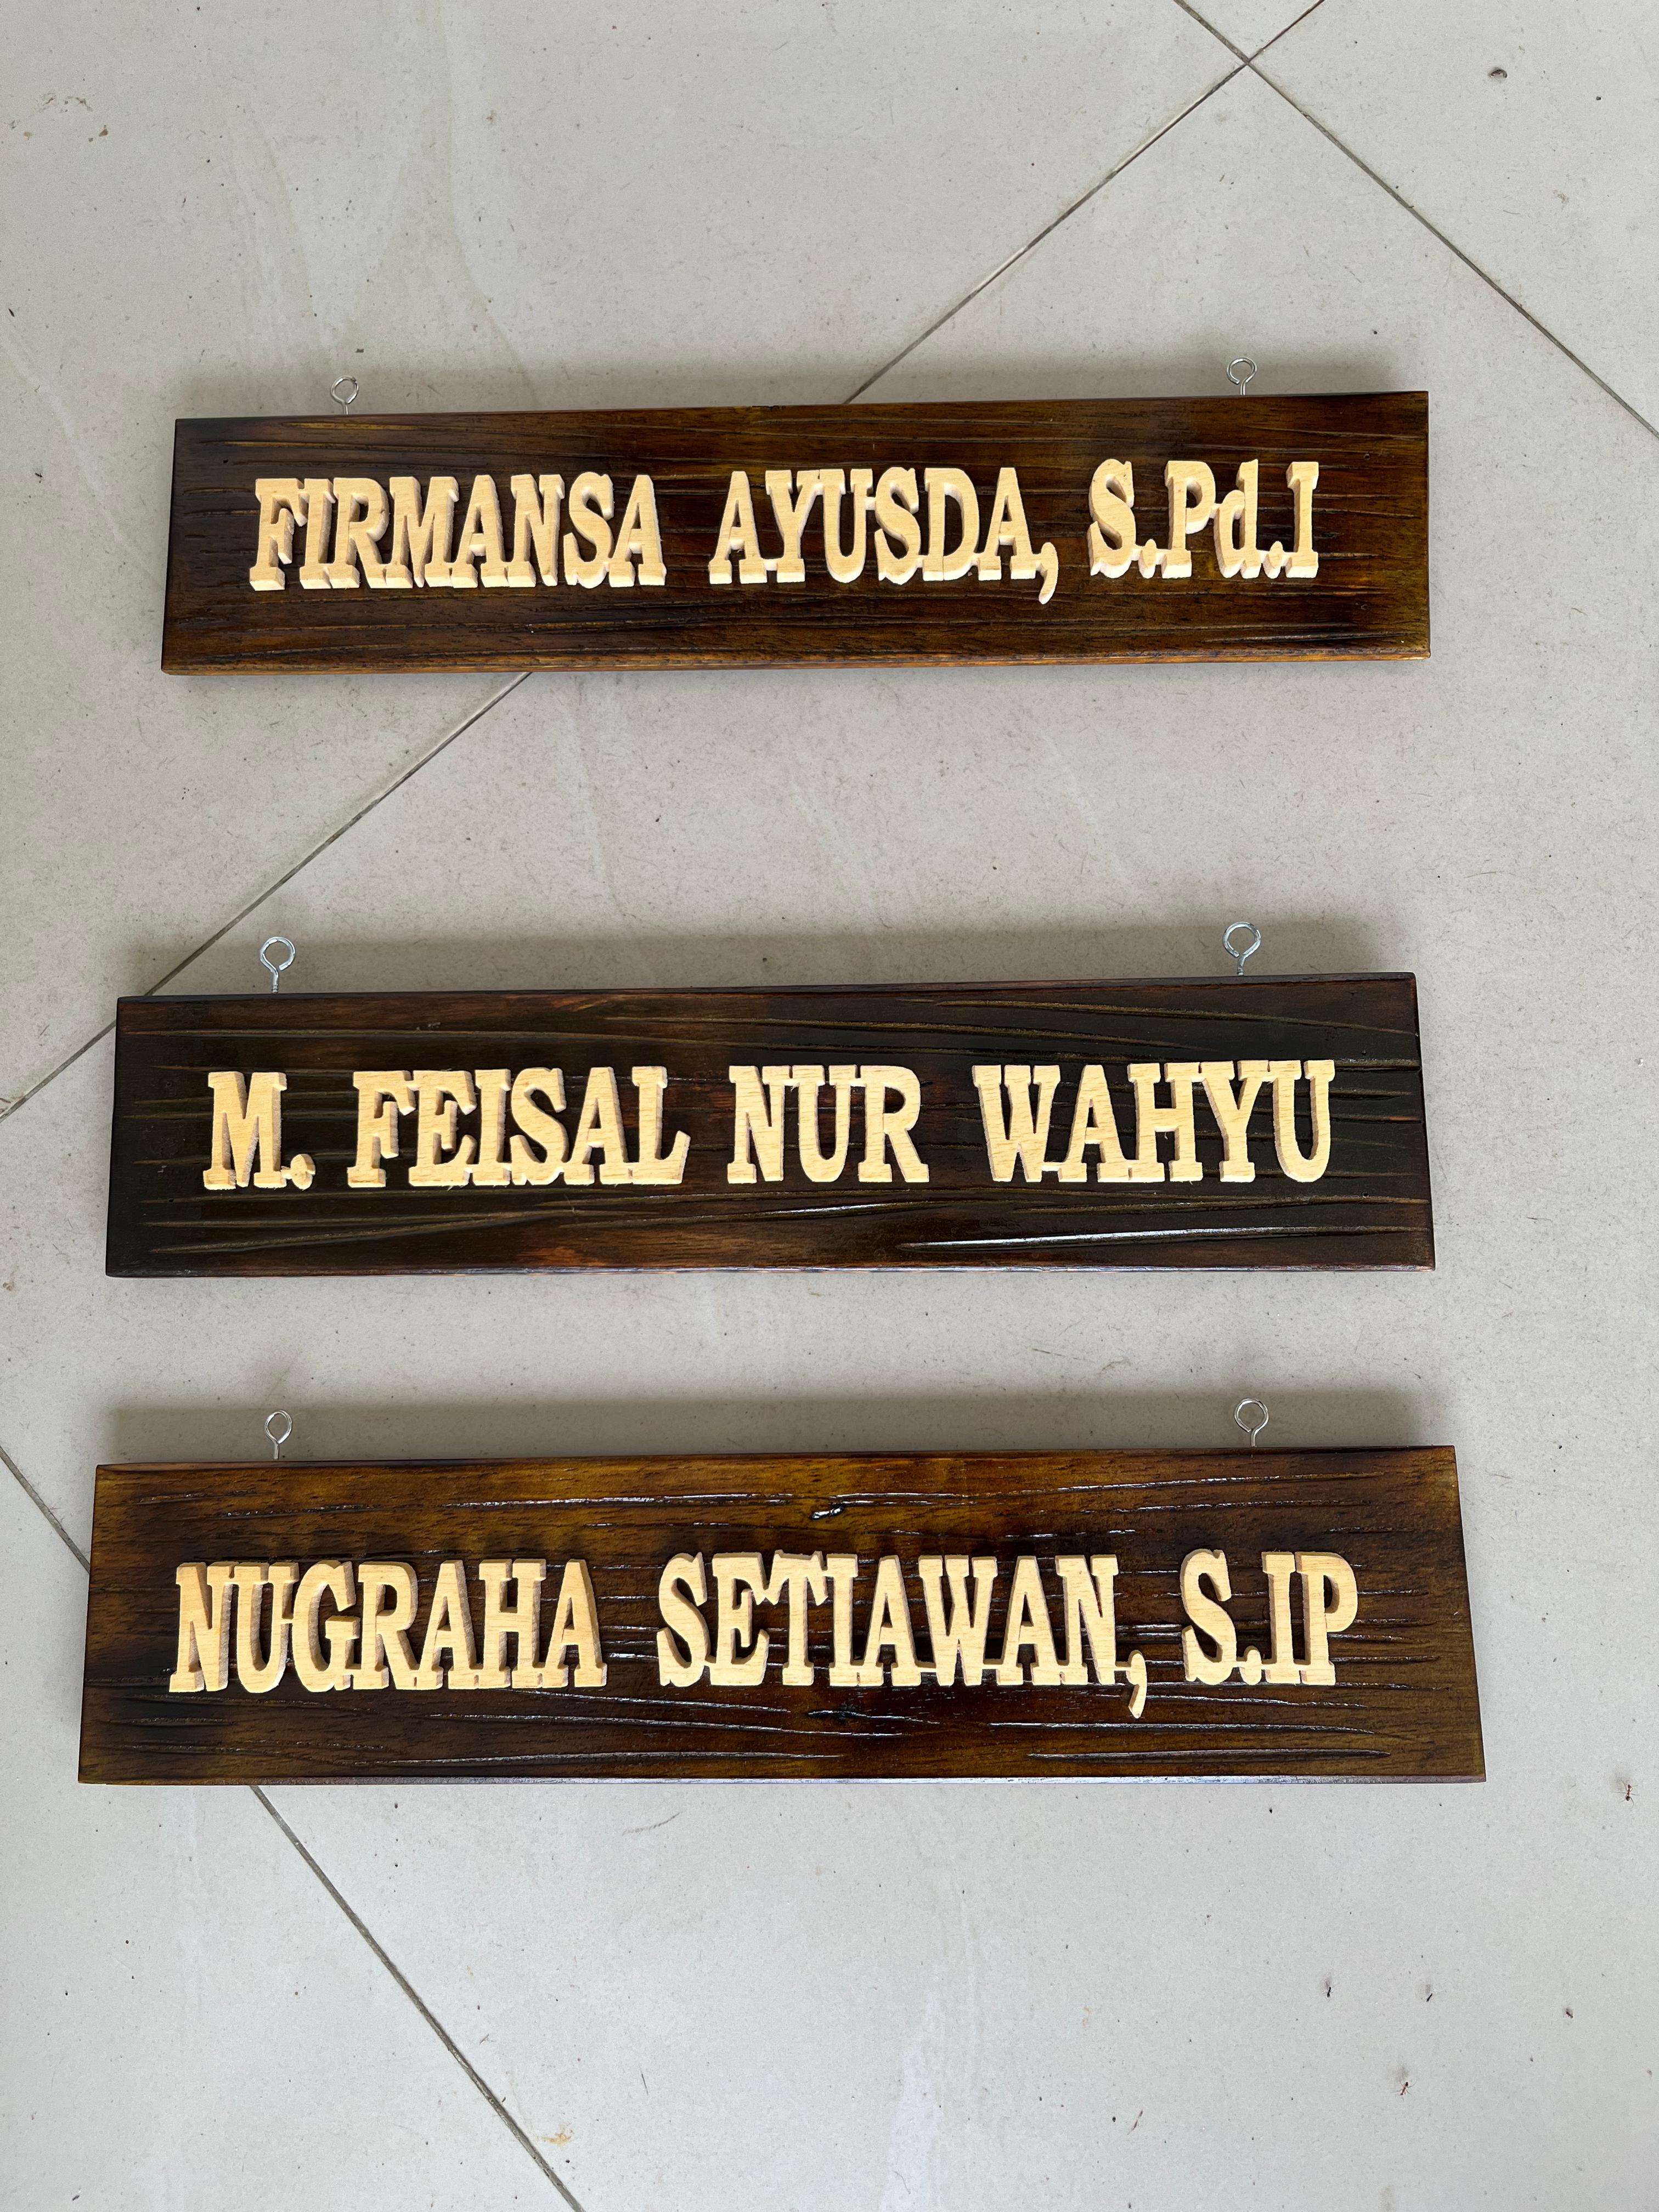 FIRMANSA AYUSDA, S.Pd.I
M. FEISAL NUR WAHYU
NUGRAHA SETIAWAN, S.IP